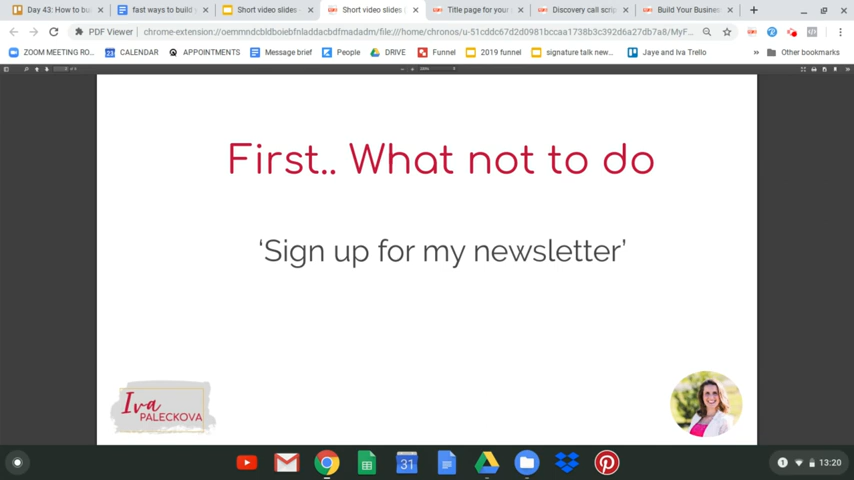 Day 43: How to bu
fast ways to build
Short video slides
Short video slides
Title page for your
Discovery call scrip
Build Your Busines
PDF Viewer
chrome-extension://oemmndcbldboiebfnladdacbdfmadadm/file:///home/chronos/u-51cddc67d2d0981bccaa1738b3c392d6a27db7a8/MyF
ZOOM MEETING RO...
CALENDAR
APPOINTMENTS
Message brief
People
DRIVE
Funnel
2019 funnel
signature talk new...
Jaye and Iva Trello
Other bookmarks
First.. What not to do
‘Sign up for my newsletter’
Iva
PALECKOVA
31
1
13:20